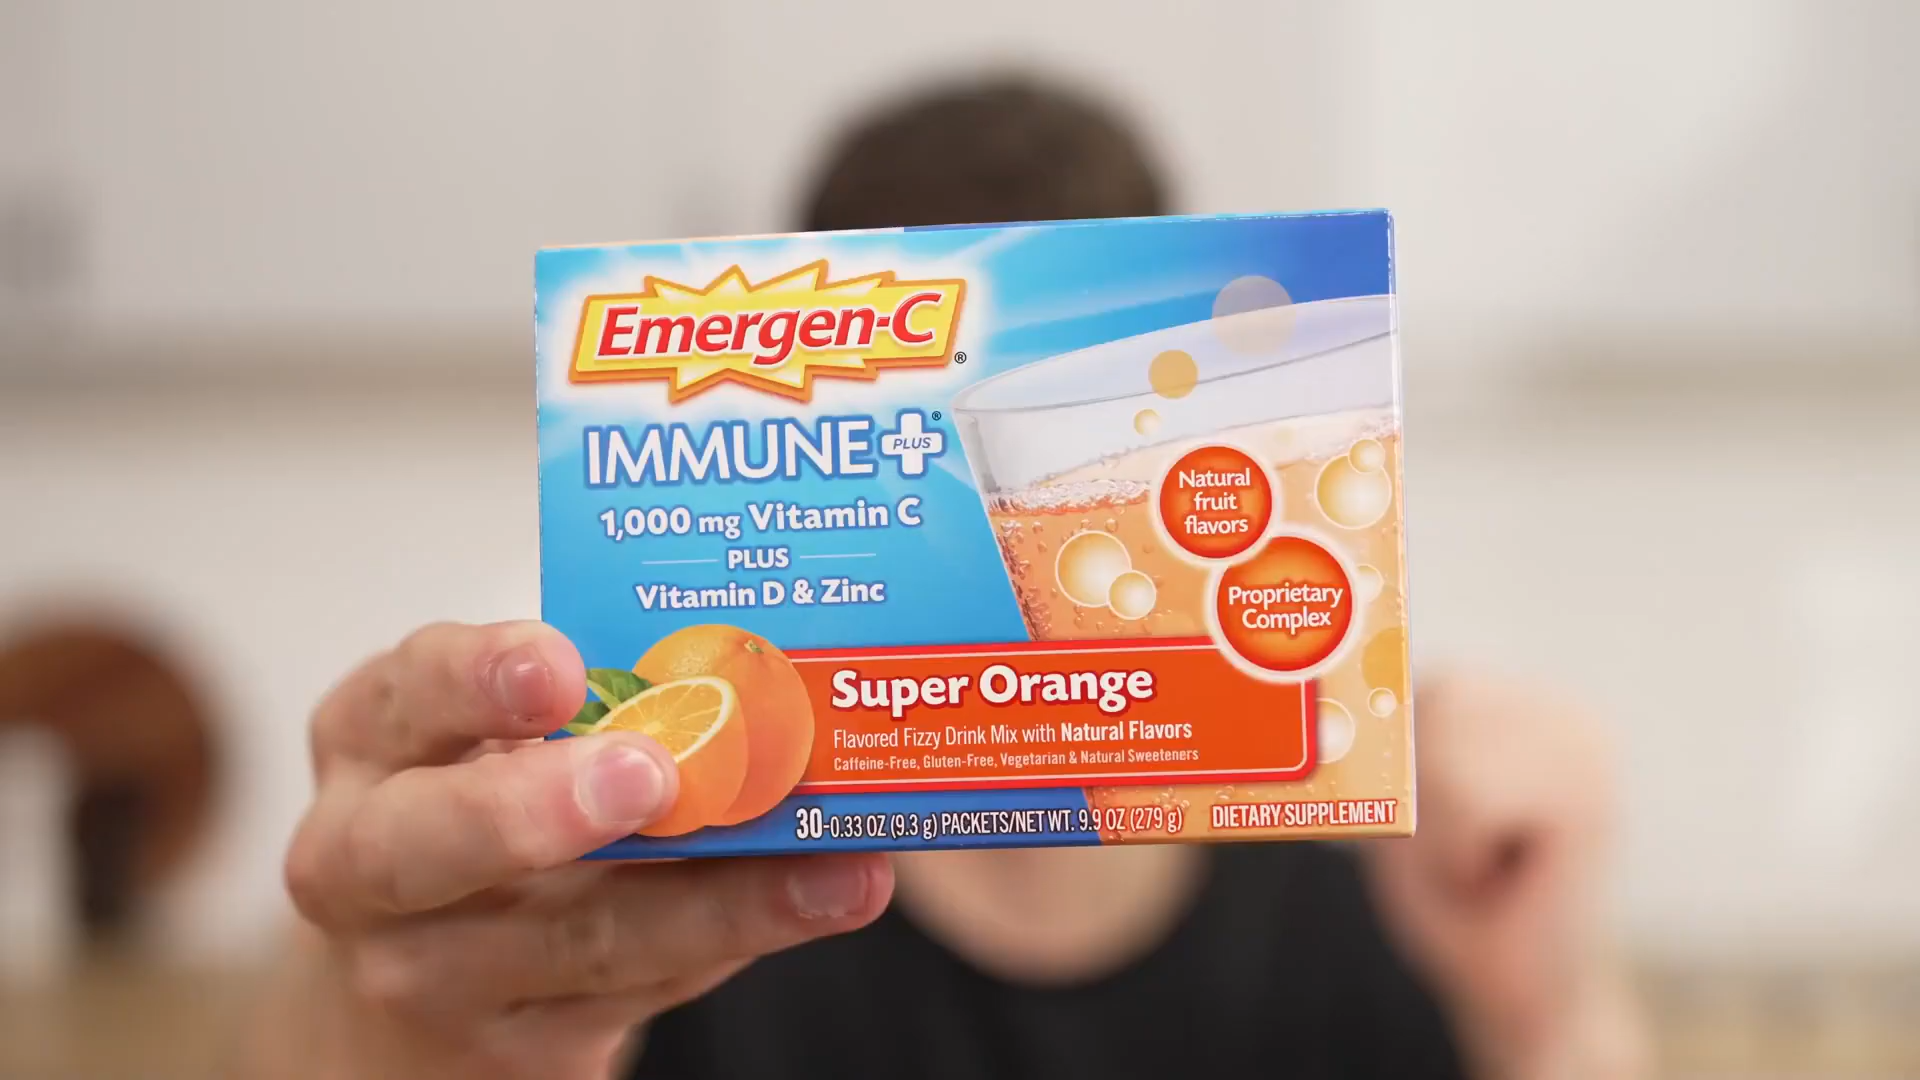 Emergen-C®
IMMUNE+ PLUS®
1,000 mg Vitamin C
PLUS
Vitamin D & Zinc
Natural
fruit
flavors
Proprietary
Complex
Super Orange
Flavored Fizzy Drink Mix with Natural Flavors
Caffeine-Free, Gluten-Free, Vegetarian & Natural Sweeteners
30-0.33 OZ (9.3 g) PACKETS/NET WT. 9.9 OZ (279 g) DIETARY SUPPLEMENT